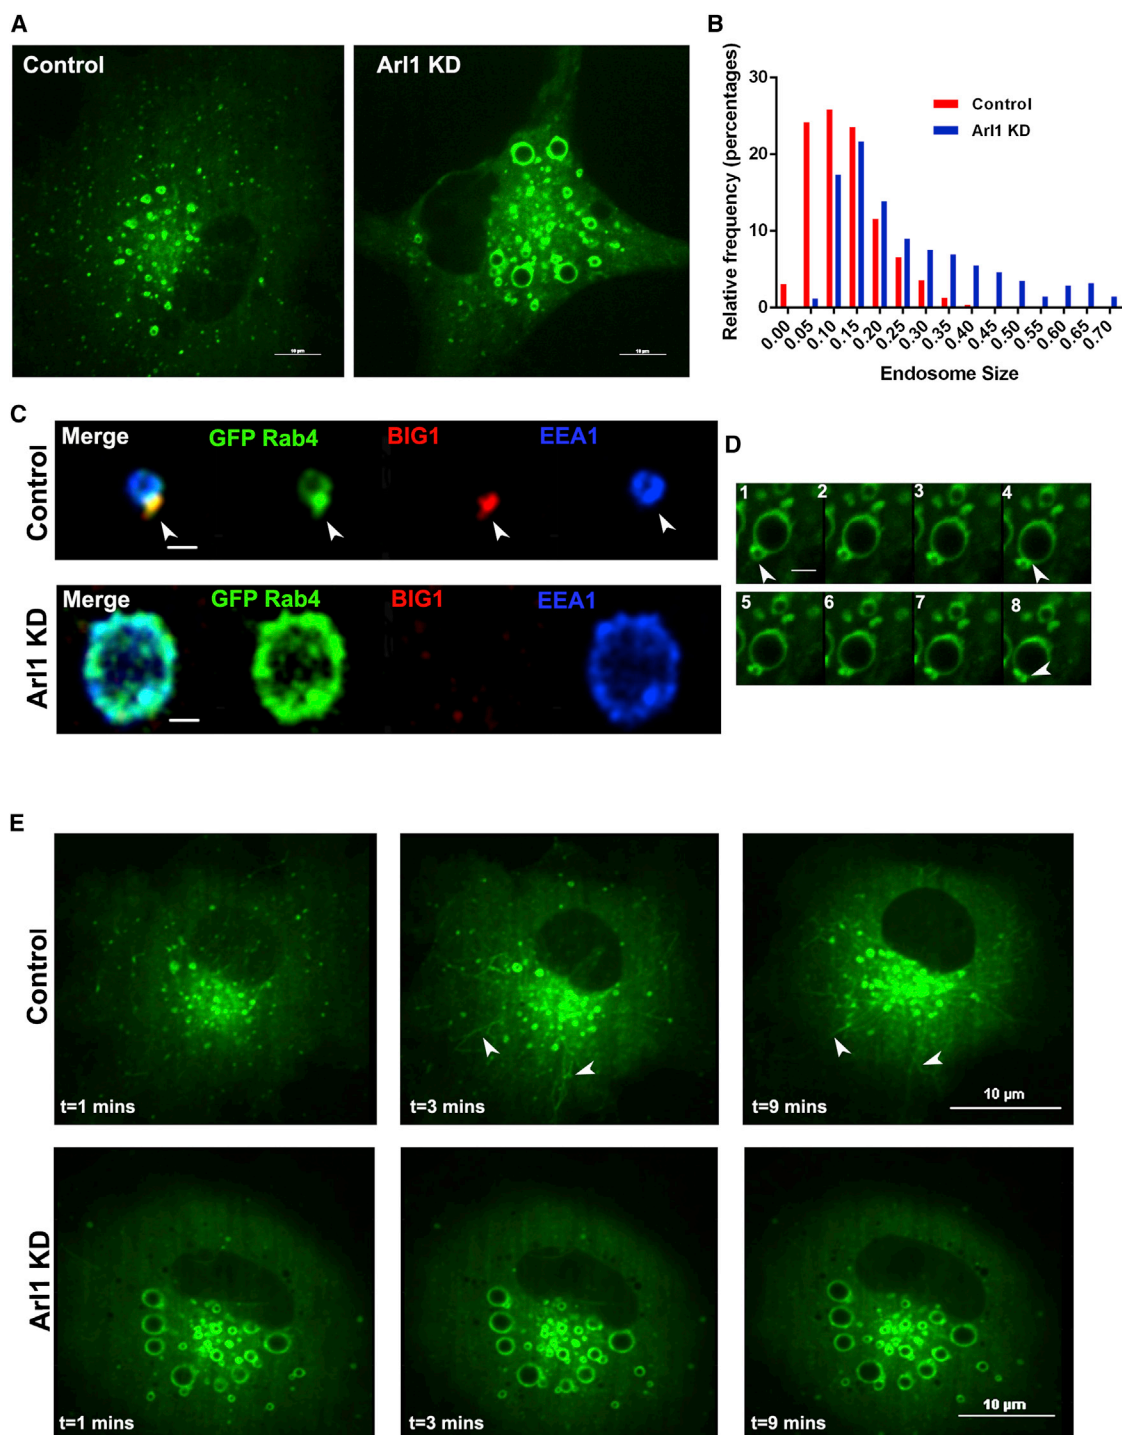 A
Control
Arl1 KD
10 µm
10 µm
B
Relative frequency (percentages)
30
20
10
0
Control
Arl1 KD
0.00 0.05 0.10 0.15 0.20 0.25 0.30 0.35 0.40 0.45 0.50 0.55 0.60 0.65 0.70
Endosome Size
C
Control
Merge GFP Rab4 BIG1 EEA1
Arl1 KD
Merge GFP Rab4 BIG1 EEA1
D
1 2 3 4
5 6 7 8
E
Control
t=1 mins
t=3 mins
t=9 mins
10 µm
Arl1 KD
t=1 mins
t=3 mins
t=9 mins
10 µm